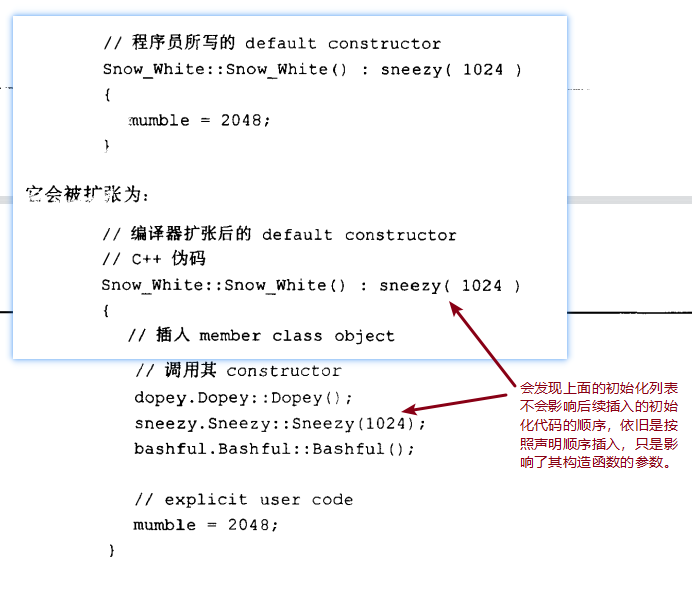 // 程序员所写的 default constructor
Snow_White::Snow_White() : sneezy( 1024 )
{
mumble = 2048;
}
它会被扩张为:
// 编译器扩张后的 default constructor
// C++ 伪码
Snow_White::Snow_White() : sneezy( 1024 )
{
// 插入 member class object
// 调用其 constructor
dopey.Dopey::Dopey();
sneezy.Sneezy::Sneezy(1024);
bashful.Bashful::Bashful();
// explicit user code
mumble = 2048;
}
会发现上面的初始化列表
不会影响后续插入的初始
化代码的顺序，依旧是按
照声明顺序插入，只是影
响了其构造函数的参数。